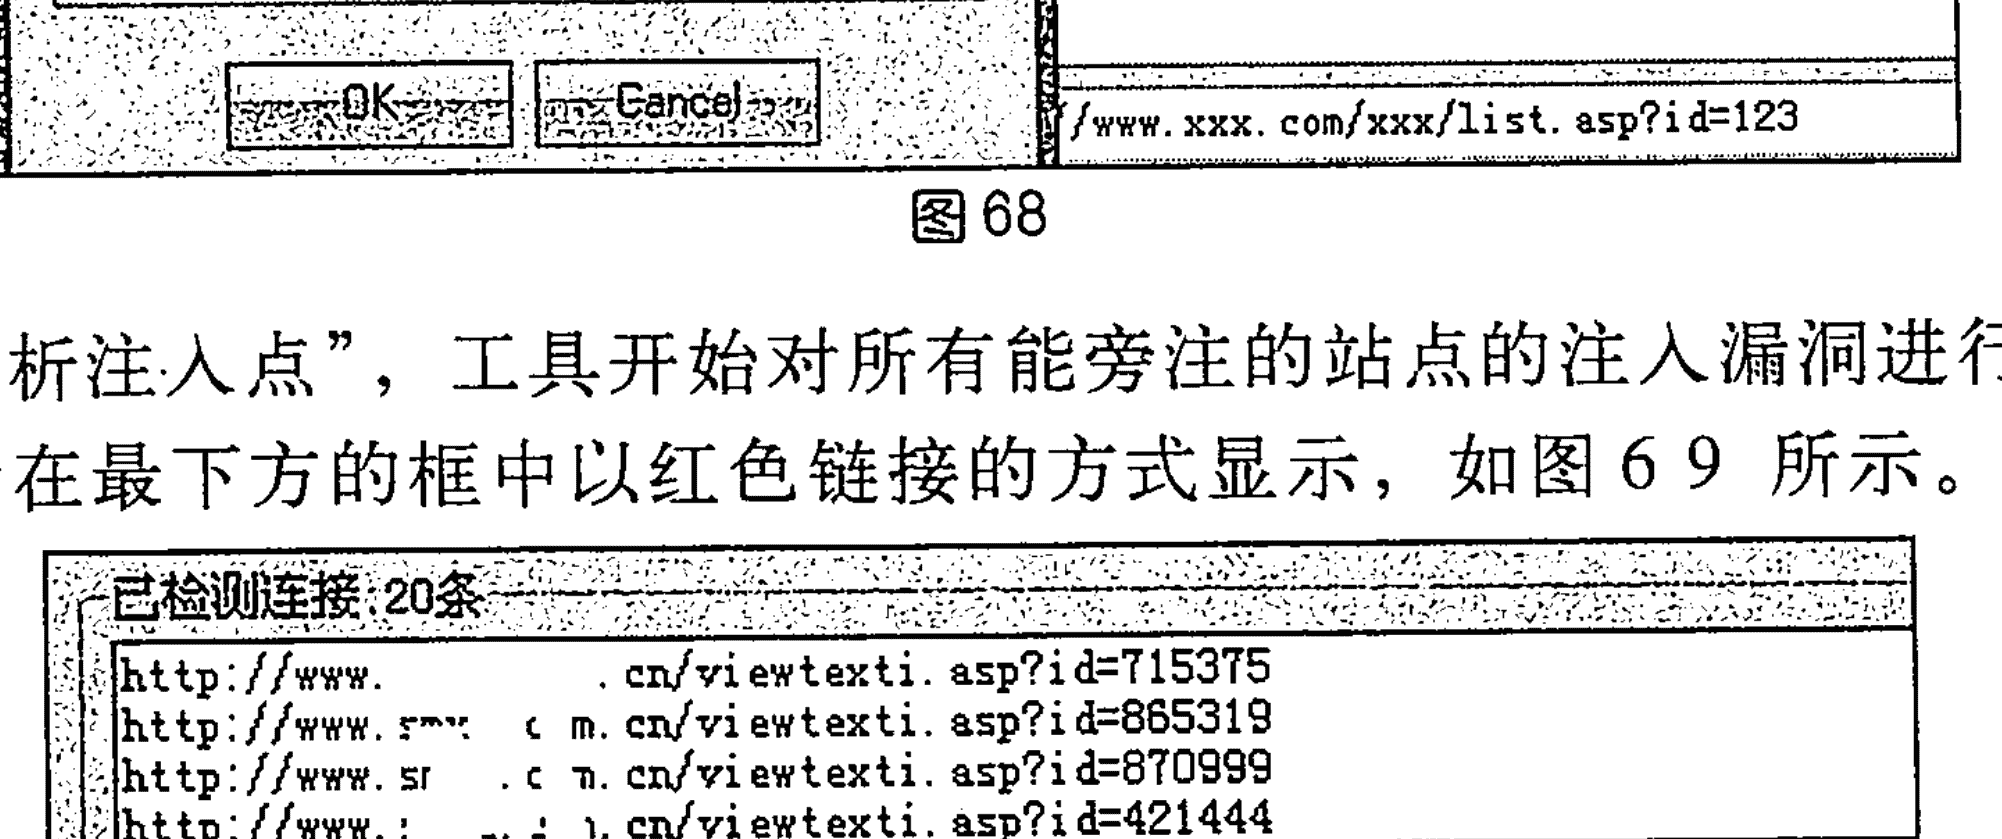 OK Cancel
//www.xxx.com/xxx/list.asp?id=123
图 68
析注入点”，工具开始对所有能旁注的站点的注入漏洞进行
在最下方的框中以红色链接的方式显示，如图69 所示。
已检测连接:20条
http://www. .cn/viewtexti.asp?id=715375
http://www. m.cn/viewtexti.asp?id=865319
http://www. .cn/viewtexti.asp?id=870999
http://www. .cn/viewtexti.asp?id=421444